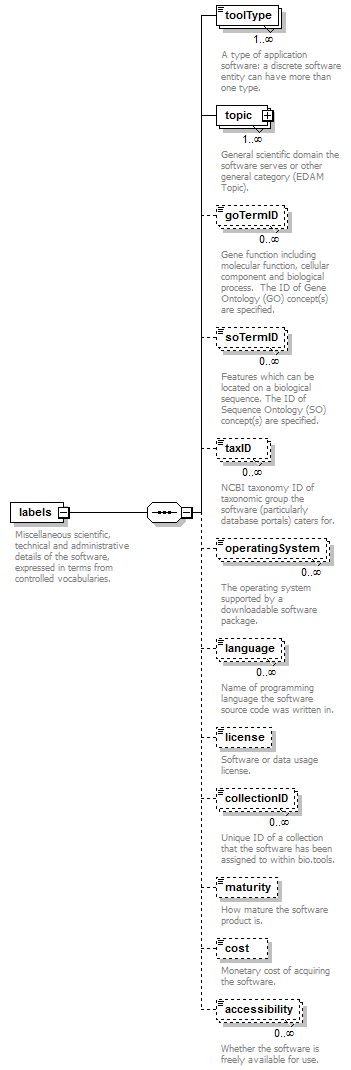 toolType
1..∞
A type of application
software: a discrete software
entity can have more than
one type.
topic
1..∞
General scientific domain the
software serves or other
general category (EDAM
Topic).
goTermID
0..∞
Gene function including
molecular function, cellular
component and biological
process.  The ID of Gene
Ontology (GO) concept(s)
are specified.
soTermID
0..∞
Features which can be
located on a biological
sequence. The ID of
Sequence Ontology (SO)
concept(s) are specified.
taxID
0..∞
NCBI taxonomy ID of
taxonomic group the
software (particularly
database portals) caters for.
labels
Miscellaneous scientific,
technical and administrative
details of the software,
expressed in terms from
controlled vocabularies.
operatingSystem
0..∞
The operating system
supported by a
downloadable software
package.
language
0..∞
Name of programming
language the software
source code was written in.
license
Software or data usage
license.
collectionID
0..∞
Unique ID of a collection
that the software has been
assigned to within bio.tools.
maturity
How mature the software
product is.
cost
Monetary cost of acquiring
the software.
accessibility
0..∞
Whether the software is
freely available for use.